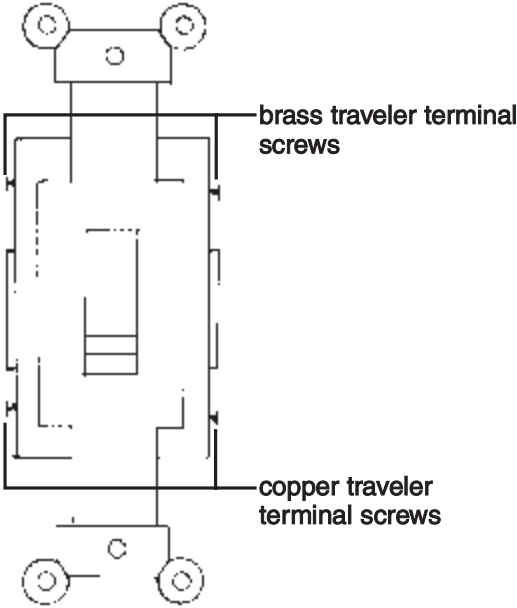 brass traveler terminal
screws
copper traveler
terminal screws